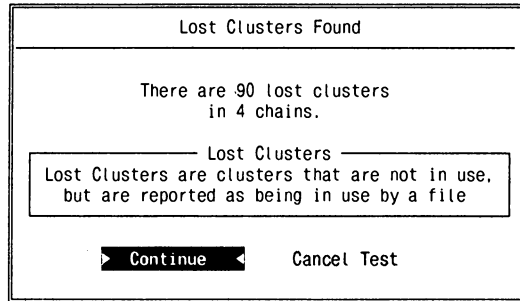 Lost Clusters Found
There are 90 lost clusters
in 4 chains.
Lost Clusters
Lost Clusters are clusters that are not in use,
but are reported as being in use by a file
Continue Cancel Test